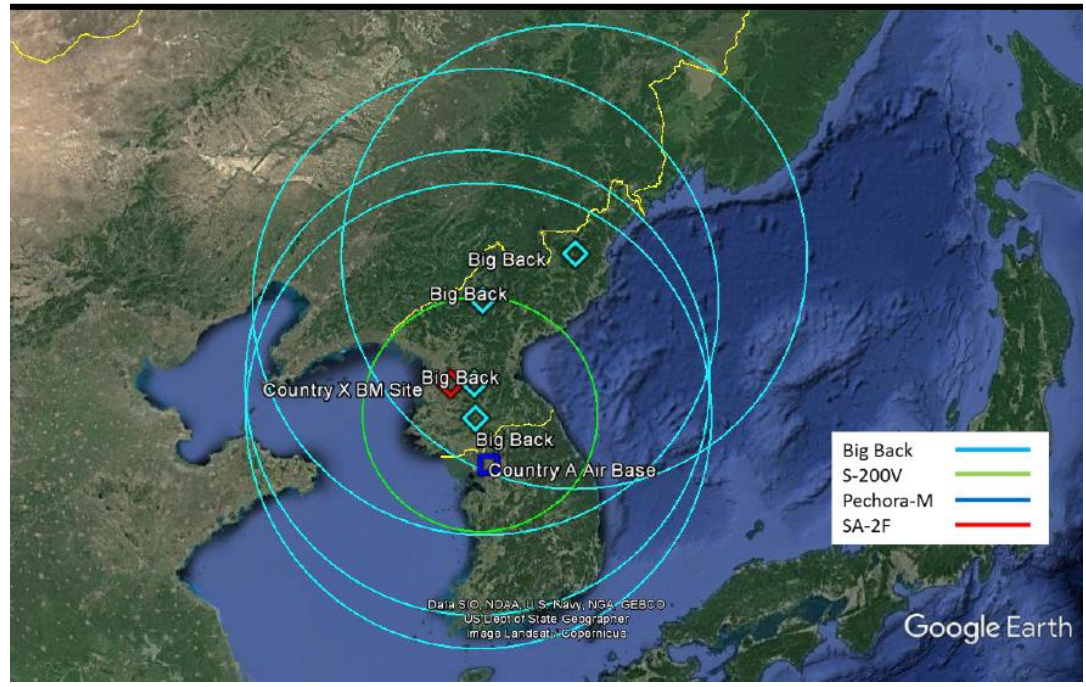 Big Back
Big Back
Big Back
Country X BM Site
Big Back
Country A Air Base
Big Back
S-200V
Pechora-M
SA-2F
Data SIO, NOAA, U.S. Navy, NGA, GEBCO
US Dept of State Geographer
Image Landsat / Copernicus
Google Earth